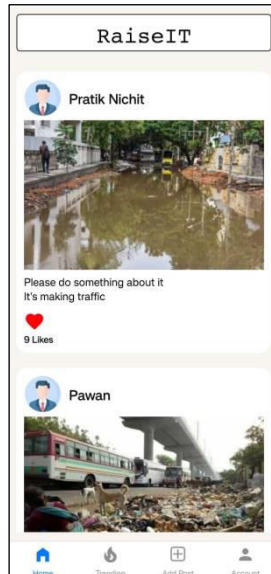 RaiseIT
Pratik Nichit
Please do something about it
It's making traffic
9 Likes
Pawan
Home
Trending
Add Post
Account